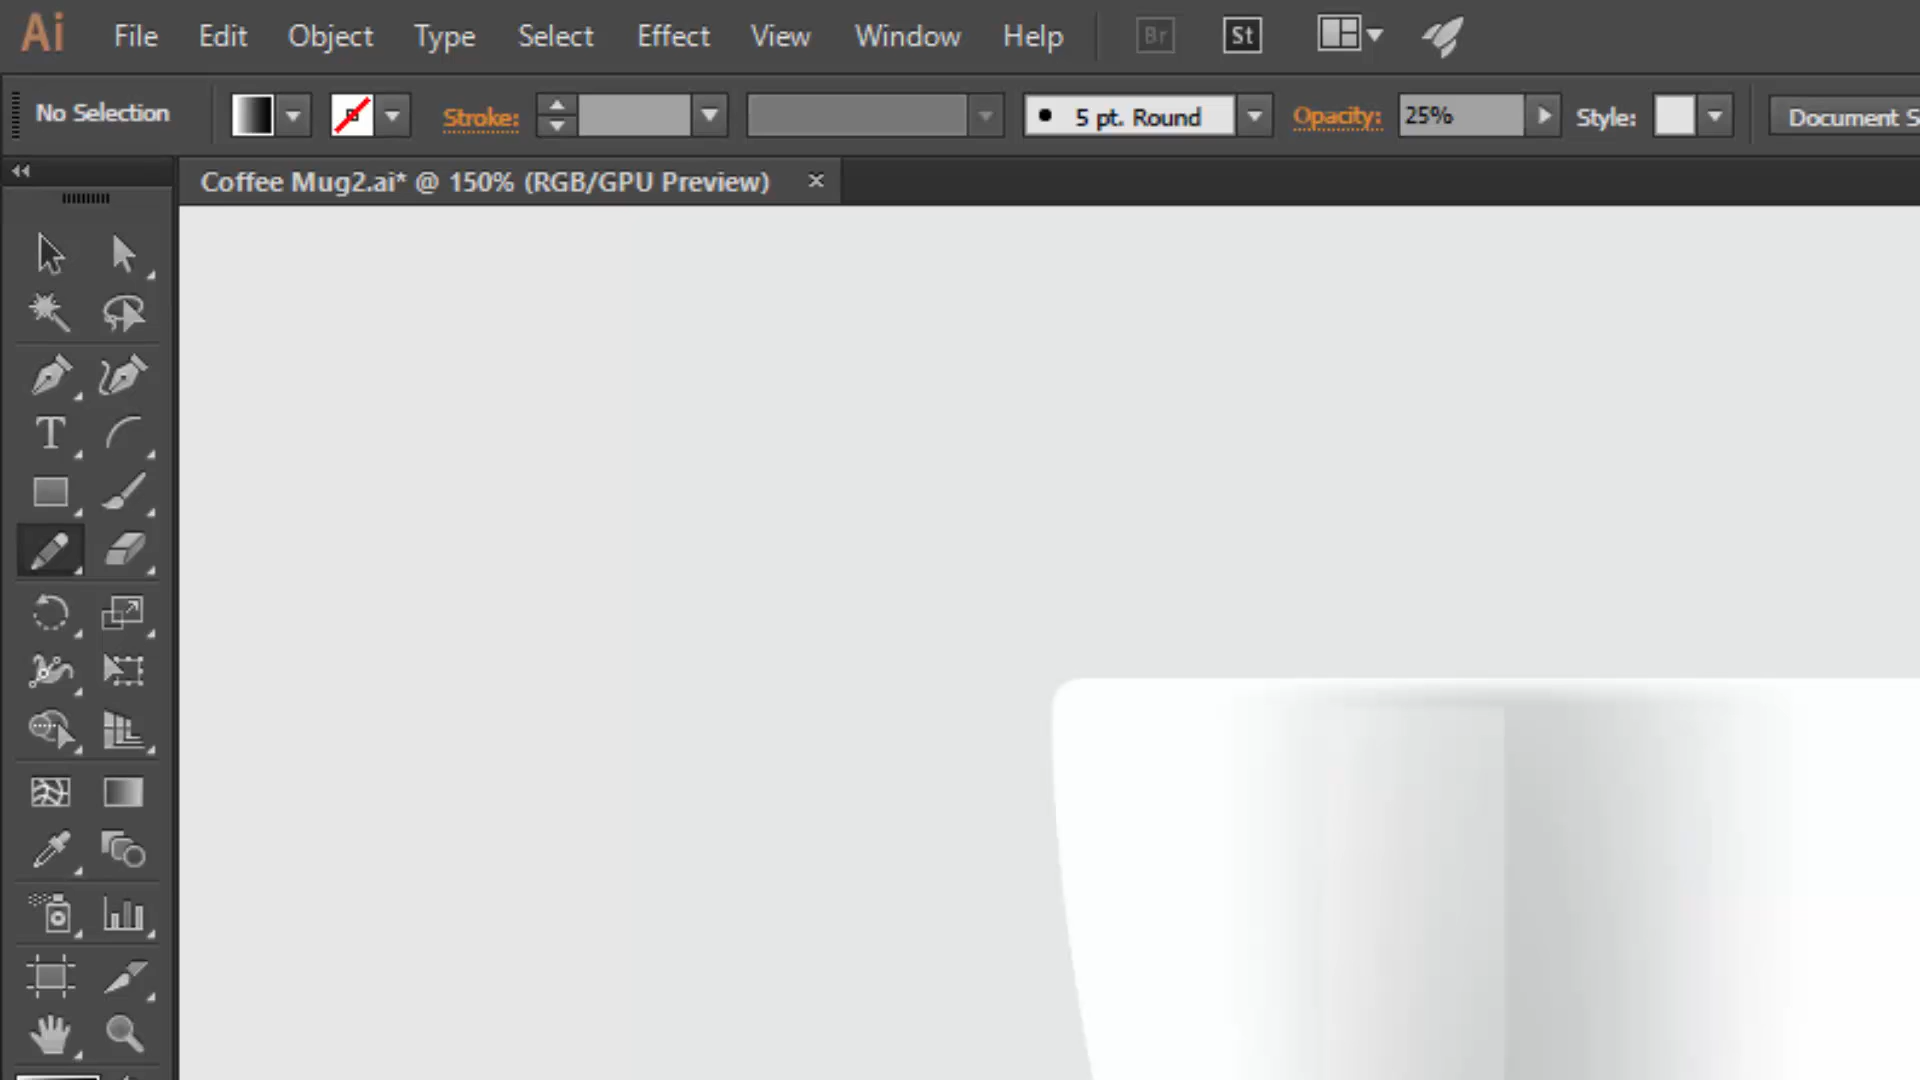 Ai File Edit Object Type Select Effect View Window Help Br St
No Selection Stroke: 5 pt. Round Opacity: 25% Style: Document S
Coffee Mug2.ai* @ 150% (RGB/GPU Preview) ×
T